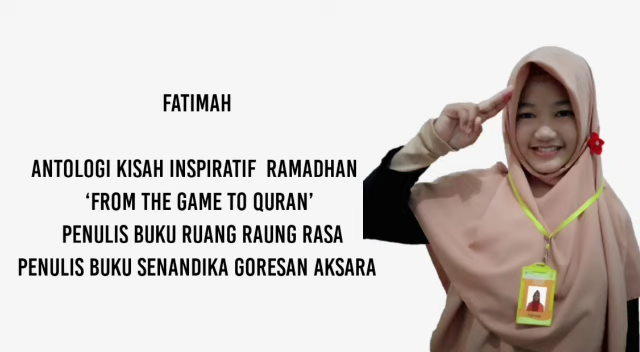 FATIMAH
ANTOLOGI KISAH INSPIRATIF RAMADHAN
‘FROM THE GAME TO QURAN’
PENULIS BUKU RUANG RAUNG RASA
PENULIS BUKU SENANDIKA GORESAN AKSARA